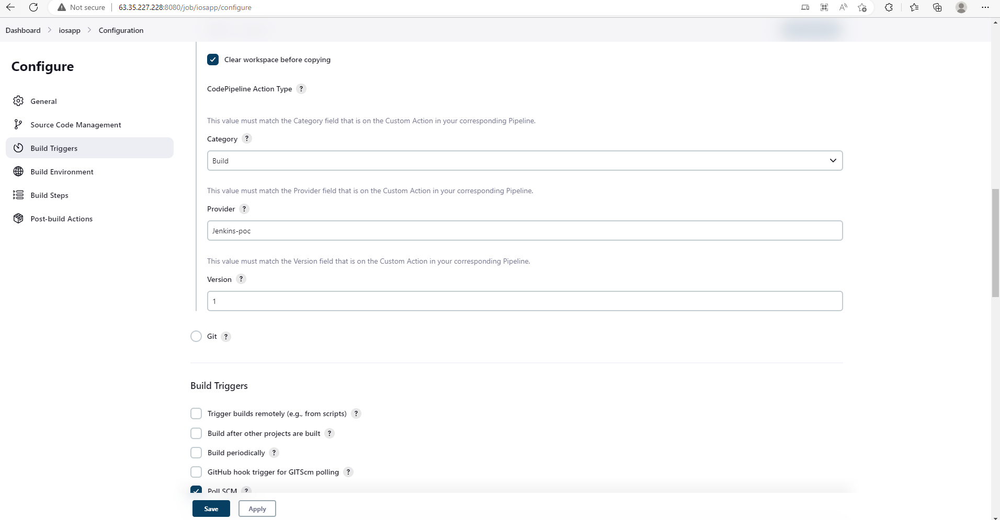 Not secure | 63.35.227.228:8080/job/iosapp/configure
Dashboard > iosapp > Configuration
Configure
General
Source Code Management
Build Triggers
Build Environment
Build Steps
Post-build Actions
Clear workspace before copying
CodePipeline Action Type ?
This value must match the Category field that is on the Custom Action in your corresponding Pipeline.
Category ?
Build
This value must match the Provider field that is on the Custom Action in your corresponding Pipeline.
Provider ?
Jenkins-poc
This value must match the Version field that is on the Custom Action in your corresponding Pipeline.
Version ?
1
Git ?
Build Triggers
Trigger builds remotely (e.g., from scripts) ?
Build after other projects are built ?
Build periodically ?
GitHub hook trigger for GITScm polling ?
Poll SCM ?
Save Apply